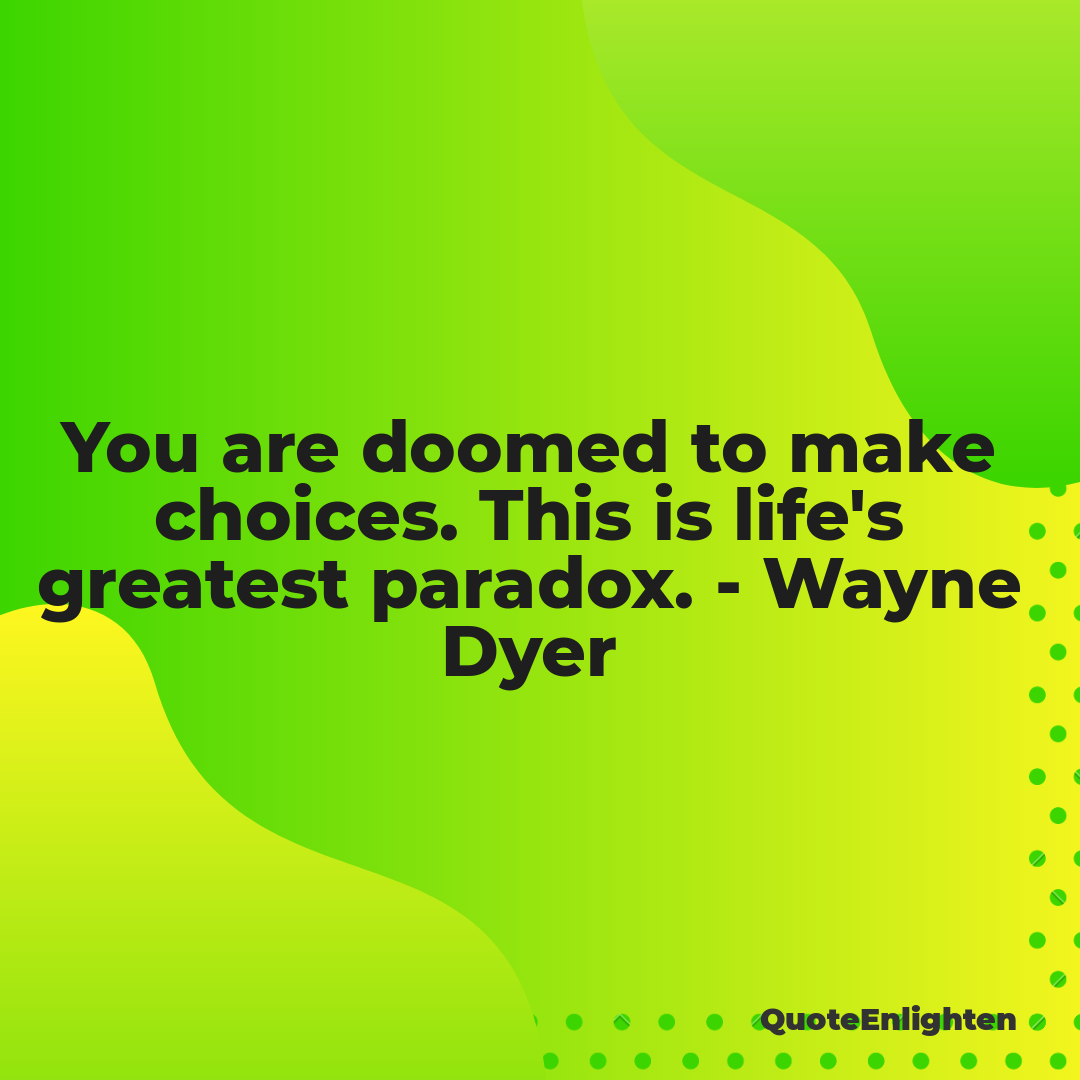 You are doomed to make
choices. This is life's
greatest paradox. - Wayne
Dyer
QuoteEnlighten